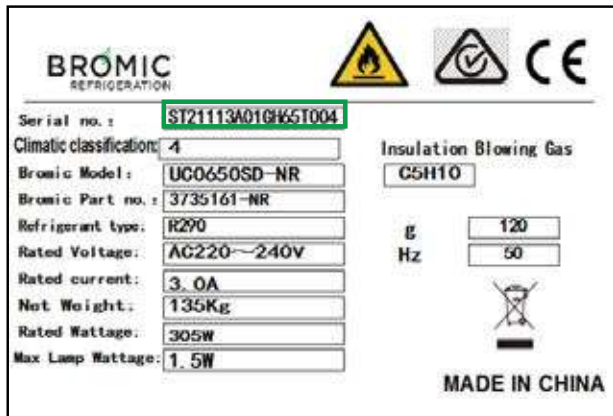 BROMIC
REFRIGERATION
CE
Serial no.: ST21113A01GH65T004
Climatic classification: 4
Insulation Blowing Gas
Bromic Model: UC0650SD-NR
C5H10
Bromic Part no.: 3735161-NR
Refrigerant type: R290
g 120
Rated Voltage: AC220~240V
Hz 50
Rated current: 3.0A
Net Weight: 135Kg
Rated Wattage: 305W
Max Lamp Wattage: 1.5W
MADE IN CHINA